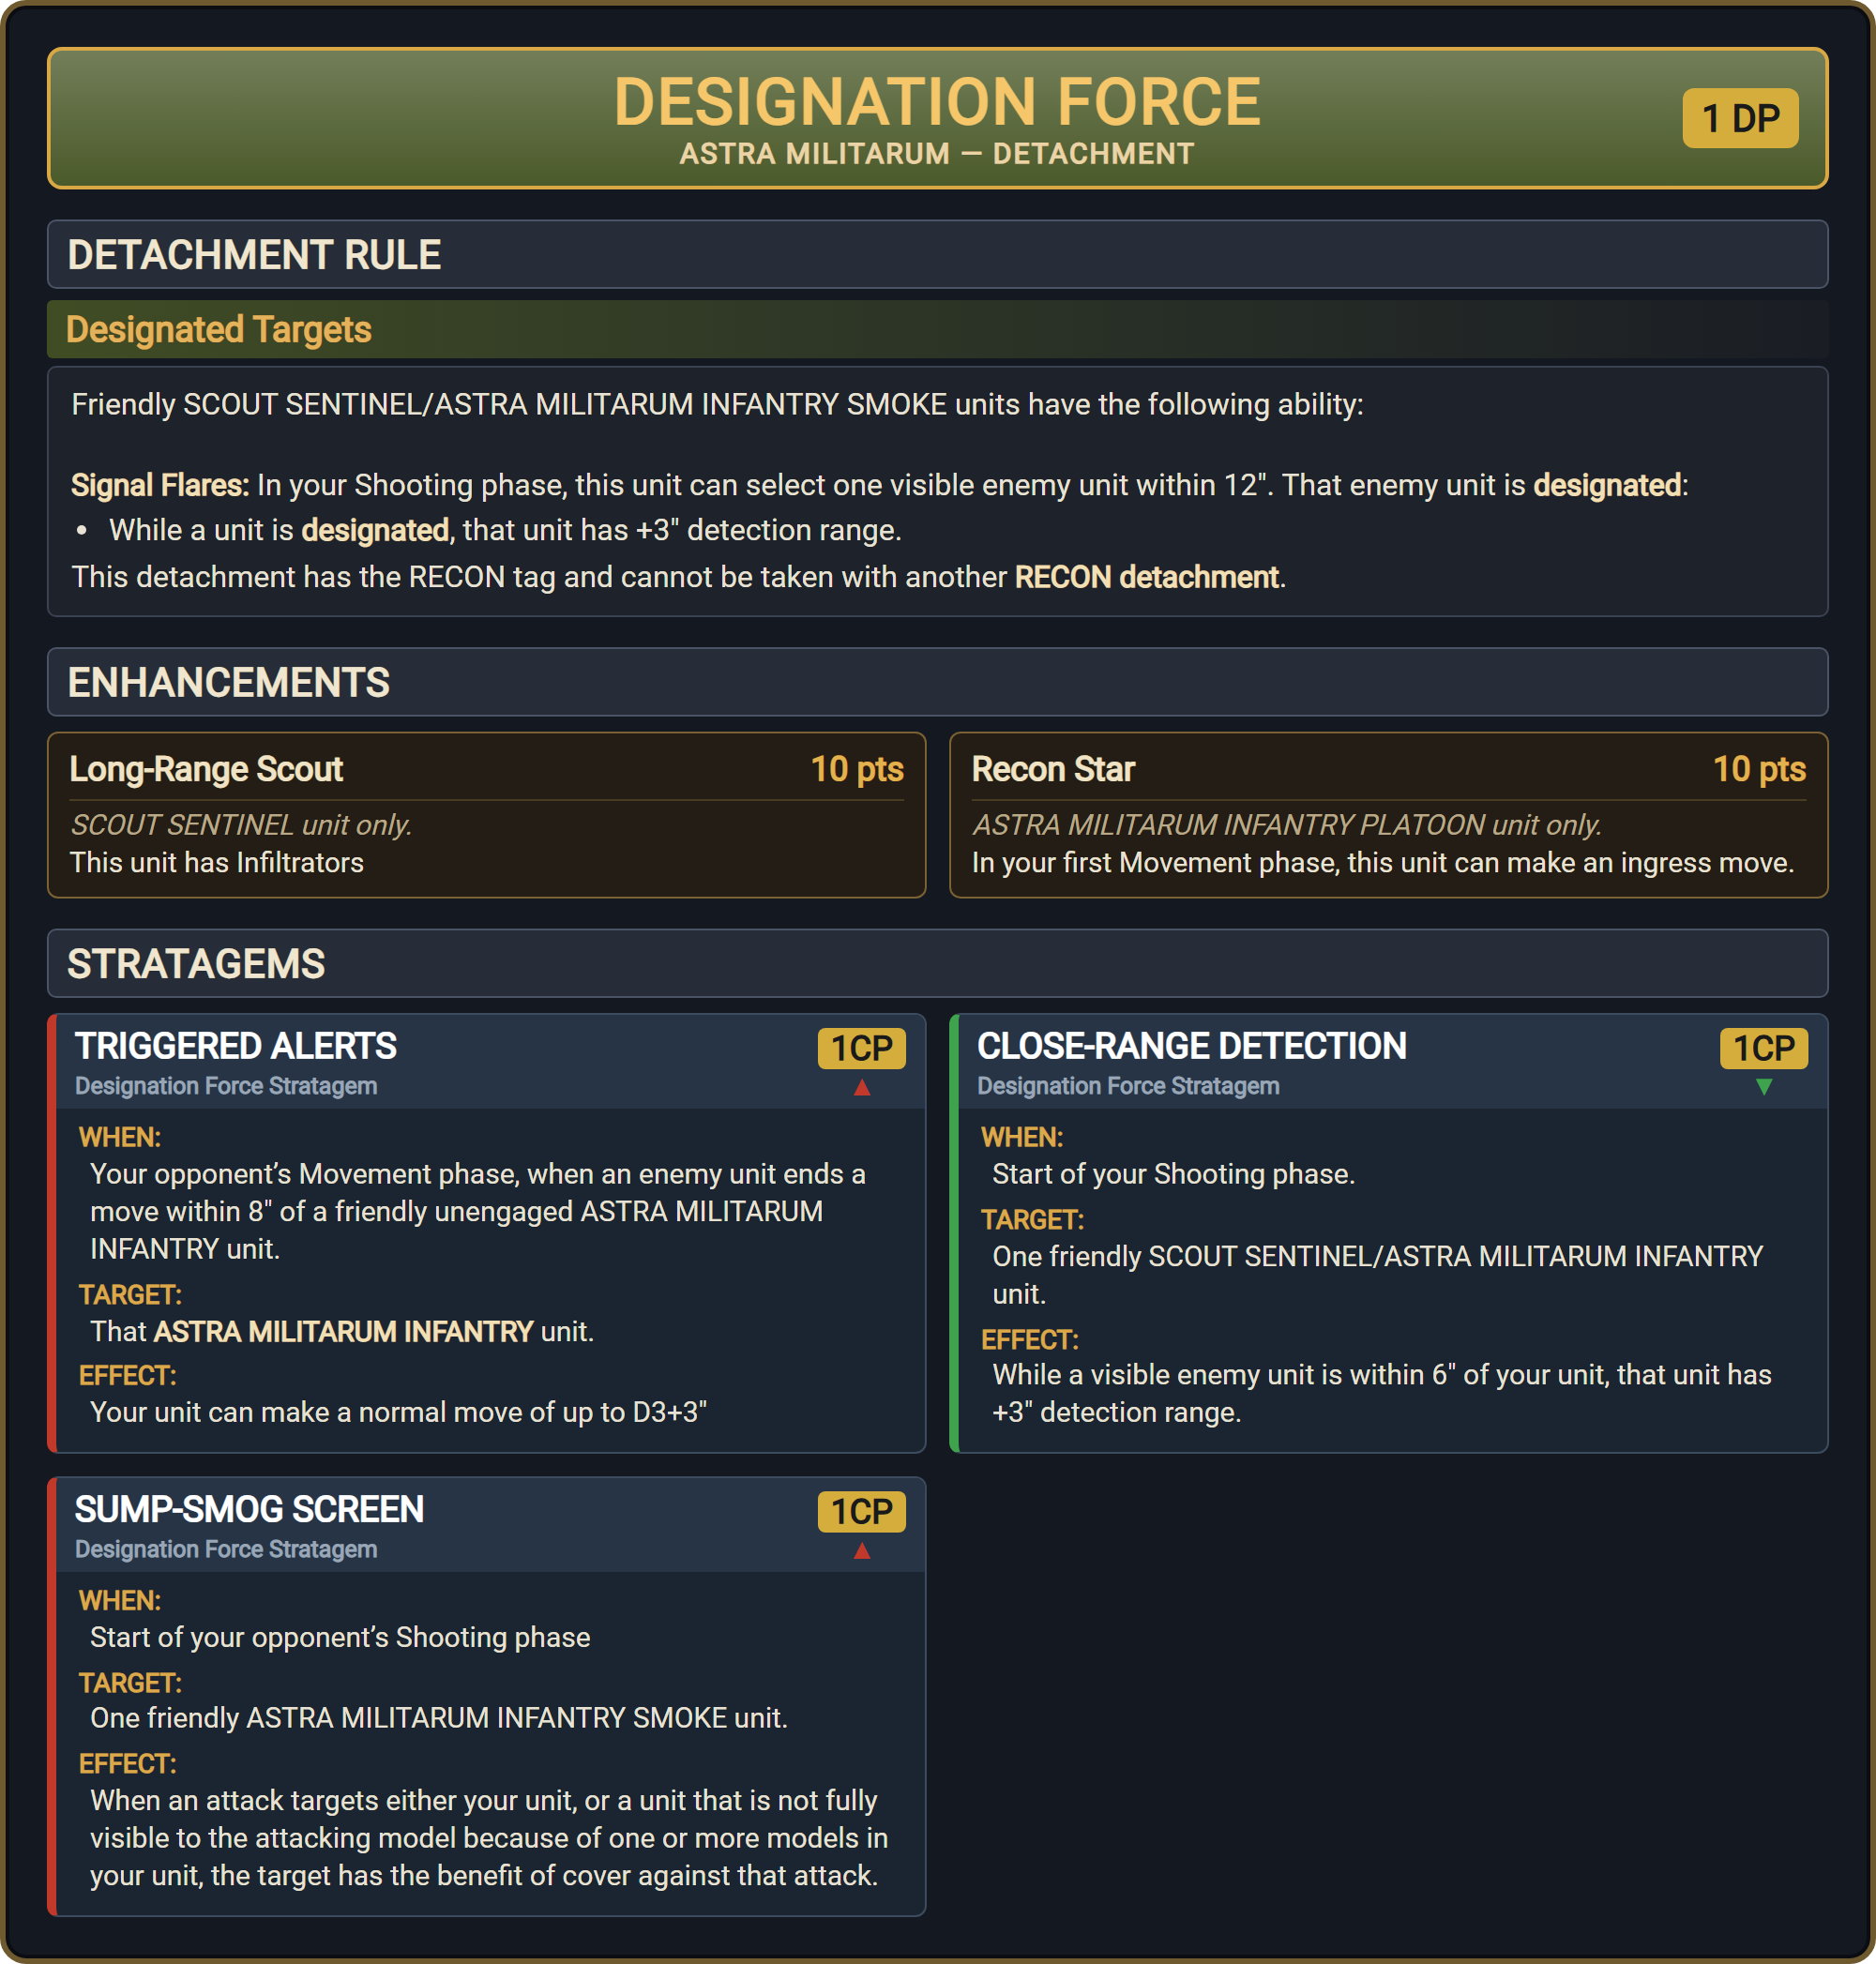 DESIGNATION FORCE
ASTRA MILITARUM — DETACHMENT
1 DP
DETACHMENT RULE
Designated Targets
Friendly SCOUT SENTINEL/ASTRA MILITARUM INFANTRY SMOKE units have the following ability:
Signal Flares: In your Shooting phase, this unit can select one visible enemy unit within 12". That enemy unit is designated:
• While a unit is designated, that unit has +3" detection range.
This detachment has the RECON tag and cannot be taken with another RECON detachment.
ENHANCEMENTS
Long-Range Scout 10 pts
SCOUT SENTINEL unit only.
This unit has Infiltrators
Recon Star 10 pts
ASTRA MILITARUM INFANTRY PLATOON unit only.
In your first Movement phase, this unit can make an ingress move.
STRATAGEMS
TRIGGERED ALERTS 1CP
Designation Force Stratagem ▲
WHEN:
Your opponent’s Movement phase, when an enemy unit ends a
move within 8" of a friendly unengaged ASTRA MILITARUM
INFANTRY unit.
TARGET:
That ASTRA MILITARUM INFANTRY unit.
EFFECT:
Your unit can make a normal move of up to D3+3"
CLOSE-RANGE DETECTION 1CP
Designation Force Stratagem ▼
WHEN:
Start of your Shooting phase.
TARGET:
One friendly SCOUT SENTINEL/ASTRA MILITARUM INFANTRY
unit.
EFFECT:
While a visible enemy unit is within 6" of your unit, that unit has
+3" detection range.
SUMP-SMOG SCREEN 1CP
Designation Force Stratagem ▲
WHEN:
Start of your opponent’s Shooting phase
TARGET:
One friendly ASTRA MILITARUM INFANTRY SMOKE unit.
EFFECT:
When an attack targets either your unit, or a unit that is not fully
visible to the attacking model because of one or more models in
your unit, the target has the benefit of cover against that attack.